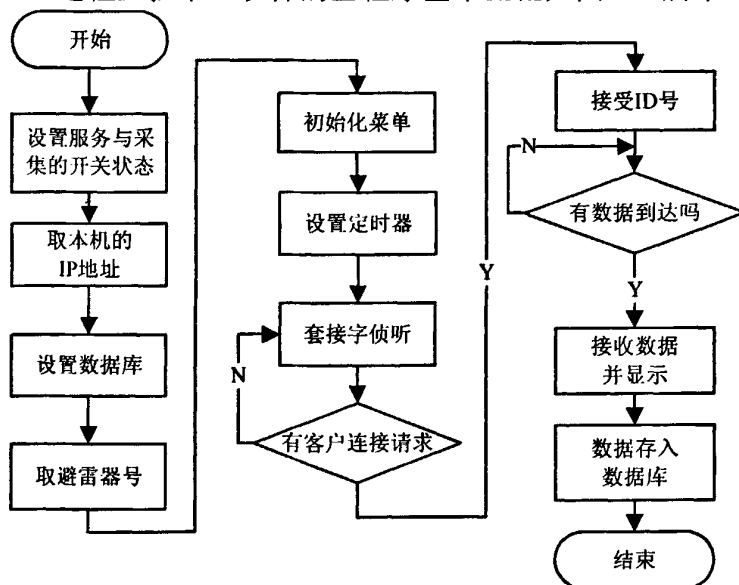 开始
设置服务与采
集的开关状态
取本机的
IP地址
设置数据库
取避雷器号
初始化菜单
设置定时器
套接字侦听
N
有客户连接请求
Y
接受ID号
N
有数据到达吗
Y
接收数据
并显示
数据存入
数据库
结束